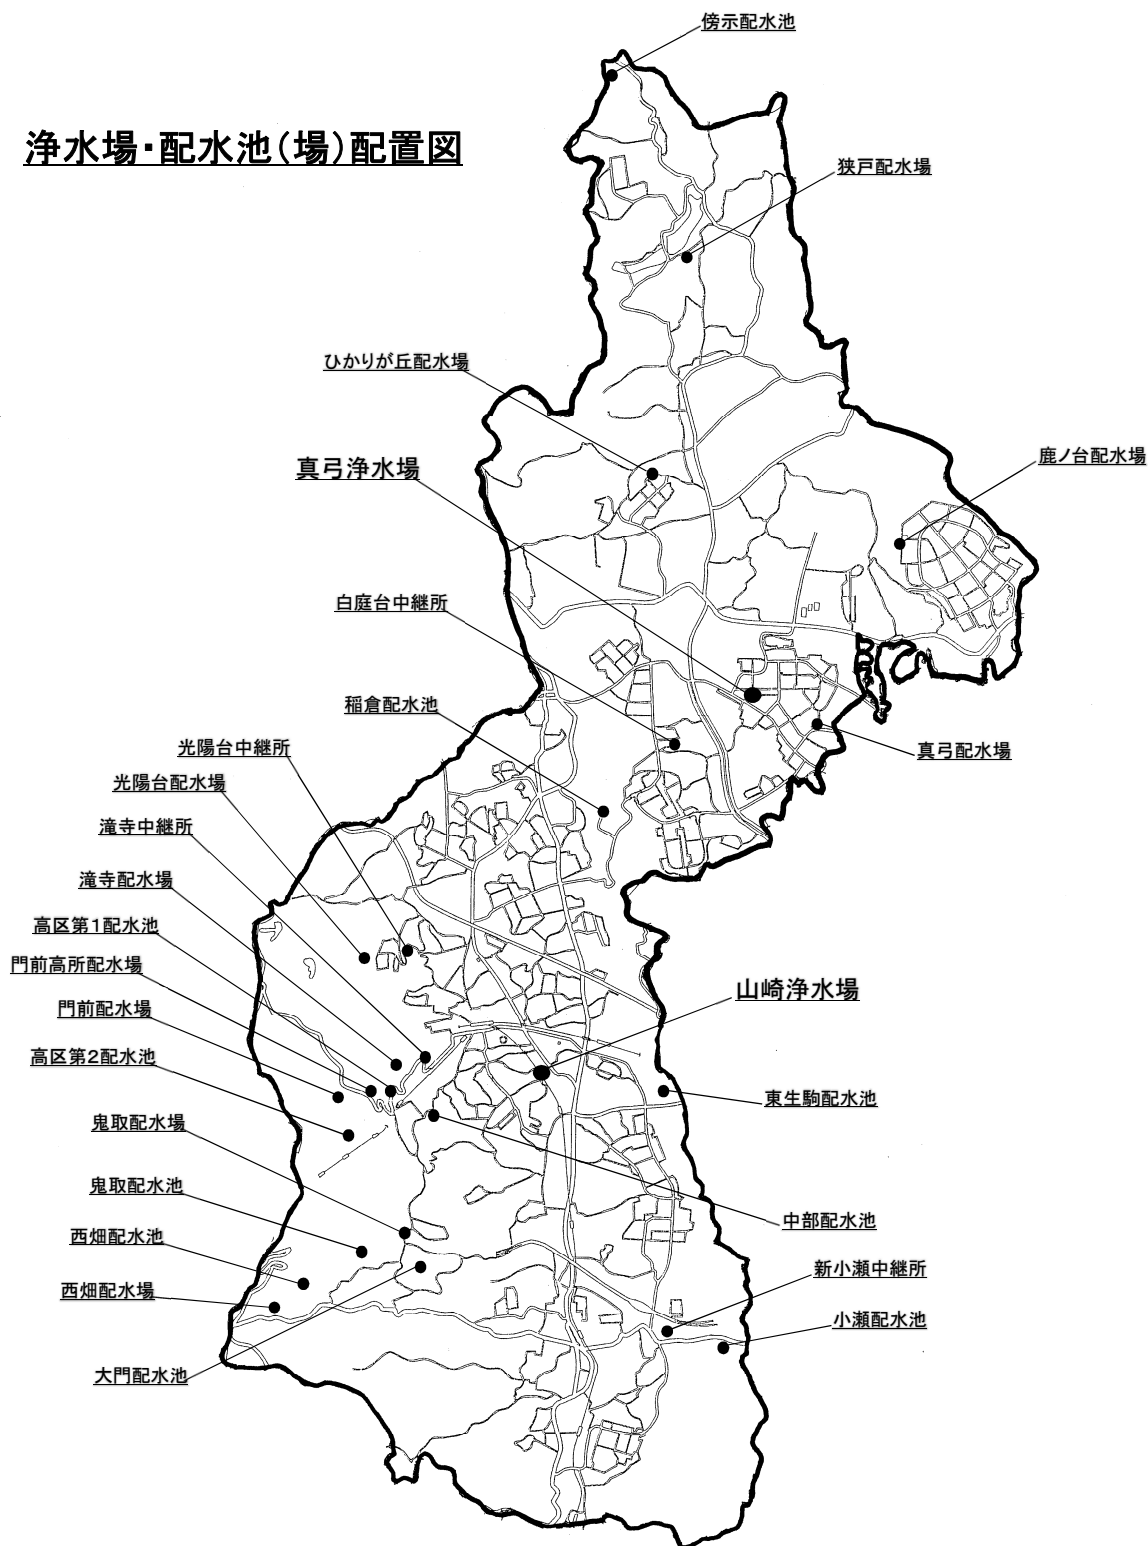 傍示配水池
浄水場・配水池(場)配置図
狭戸配水場
ひかりが丘配水場
真弓浄水場
鹿ノ台配水場
白庭台中継所
稲倉配水池
光陽台中継所
真弓配水場
光陽台配水場
滝寺中継所
滝寺配水場
高区第1配水池
門前高所配水場
山崎浄水場
門前配水場
高区第2配水池
東生駒配水池
鬼取配水場
鬼取配水池
中部配水池
西畑配水池
新小瀬中継所
西畑配水場
小瀬配水池
大門配水池